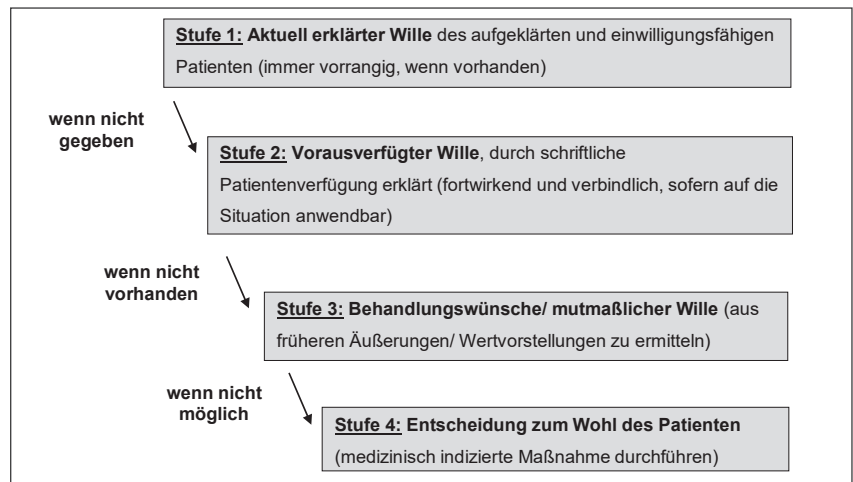 Stufe 1: Aktuell erklärter Wille des aufgeklärten und einwilligungsfähigen
Patienten (immer vorrangig, wenn vorhanden)
wenn nicht
gegeben
Stufe 2: Vorausverfügter Wille, durch schriftliche
Patientenverfügung erklärt (fortwirkend und verbindlich, sofern auf die
Situation anwendbar)
wenn nicht
vorhanden
Stufe 3: Behandlungswünsche/ mutmaßlicher Wille (aus
früheren Äußerungen/ Wertvorstellungen zu ermitteln)
wenn nicht
möglich
Stufe 4: Entscheidung zum Wohl des Patienten
(medizinisch indizierte Maßnahme durchführen)